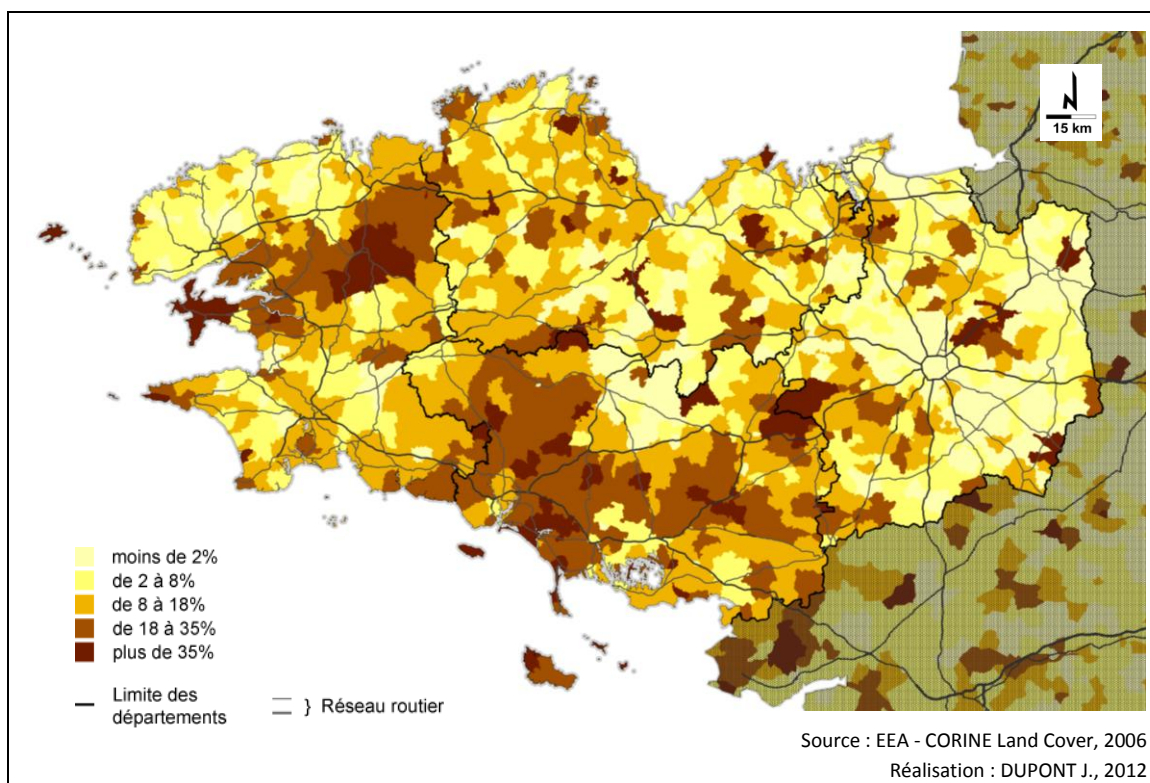 N
15 km
moins de 2%
de 2 à 8%
de 8 à 18%
de 18 à 35%
plus de 35%
Limite des
départements
} Réseau routier
Source : EEA - CORINE Land Cover, 2006
Réalisation : DUPONT J., 2012